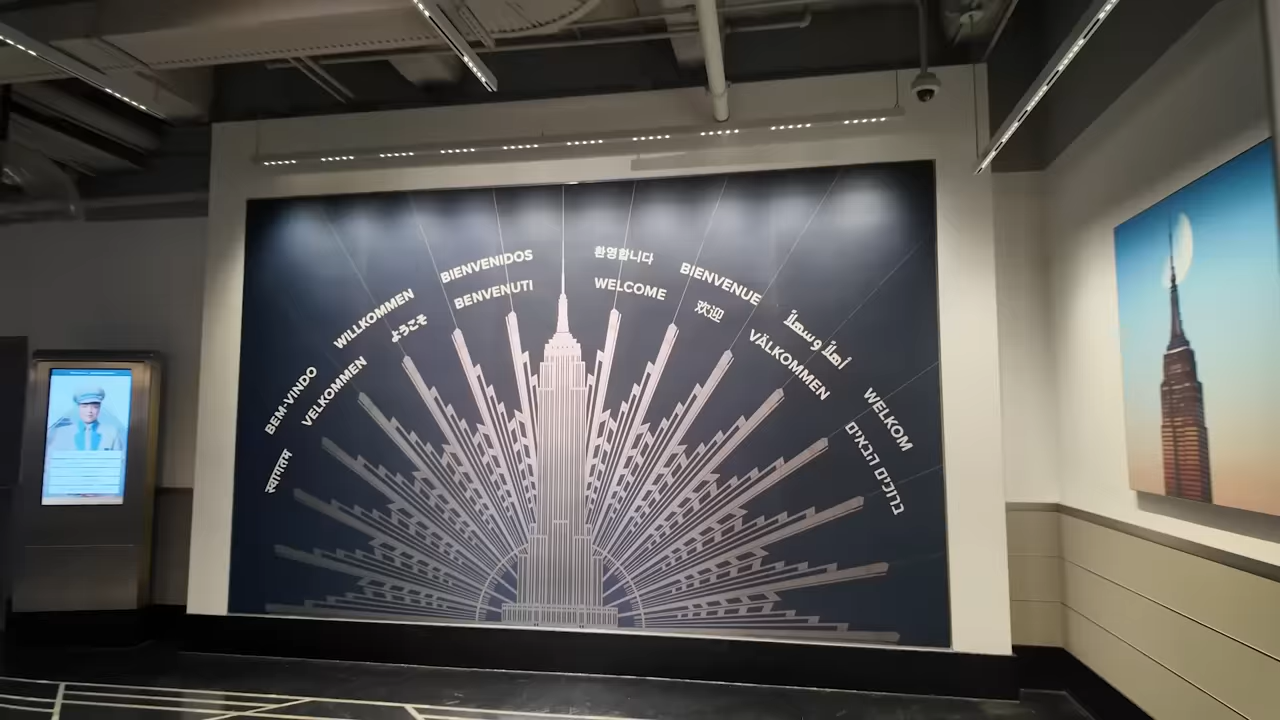 स्वागतम
BEM-VINDO
VELKOMMEN
WILLKOMMEN
ようこそ
BIENVENIDOS
BENVENUTI
환영합니다
WELCOME
BIENVENUE
欢迎
أهلاً وسهلاً
VÄLKOMMEN
WELKOM
ברוכים הבאים